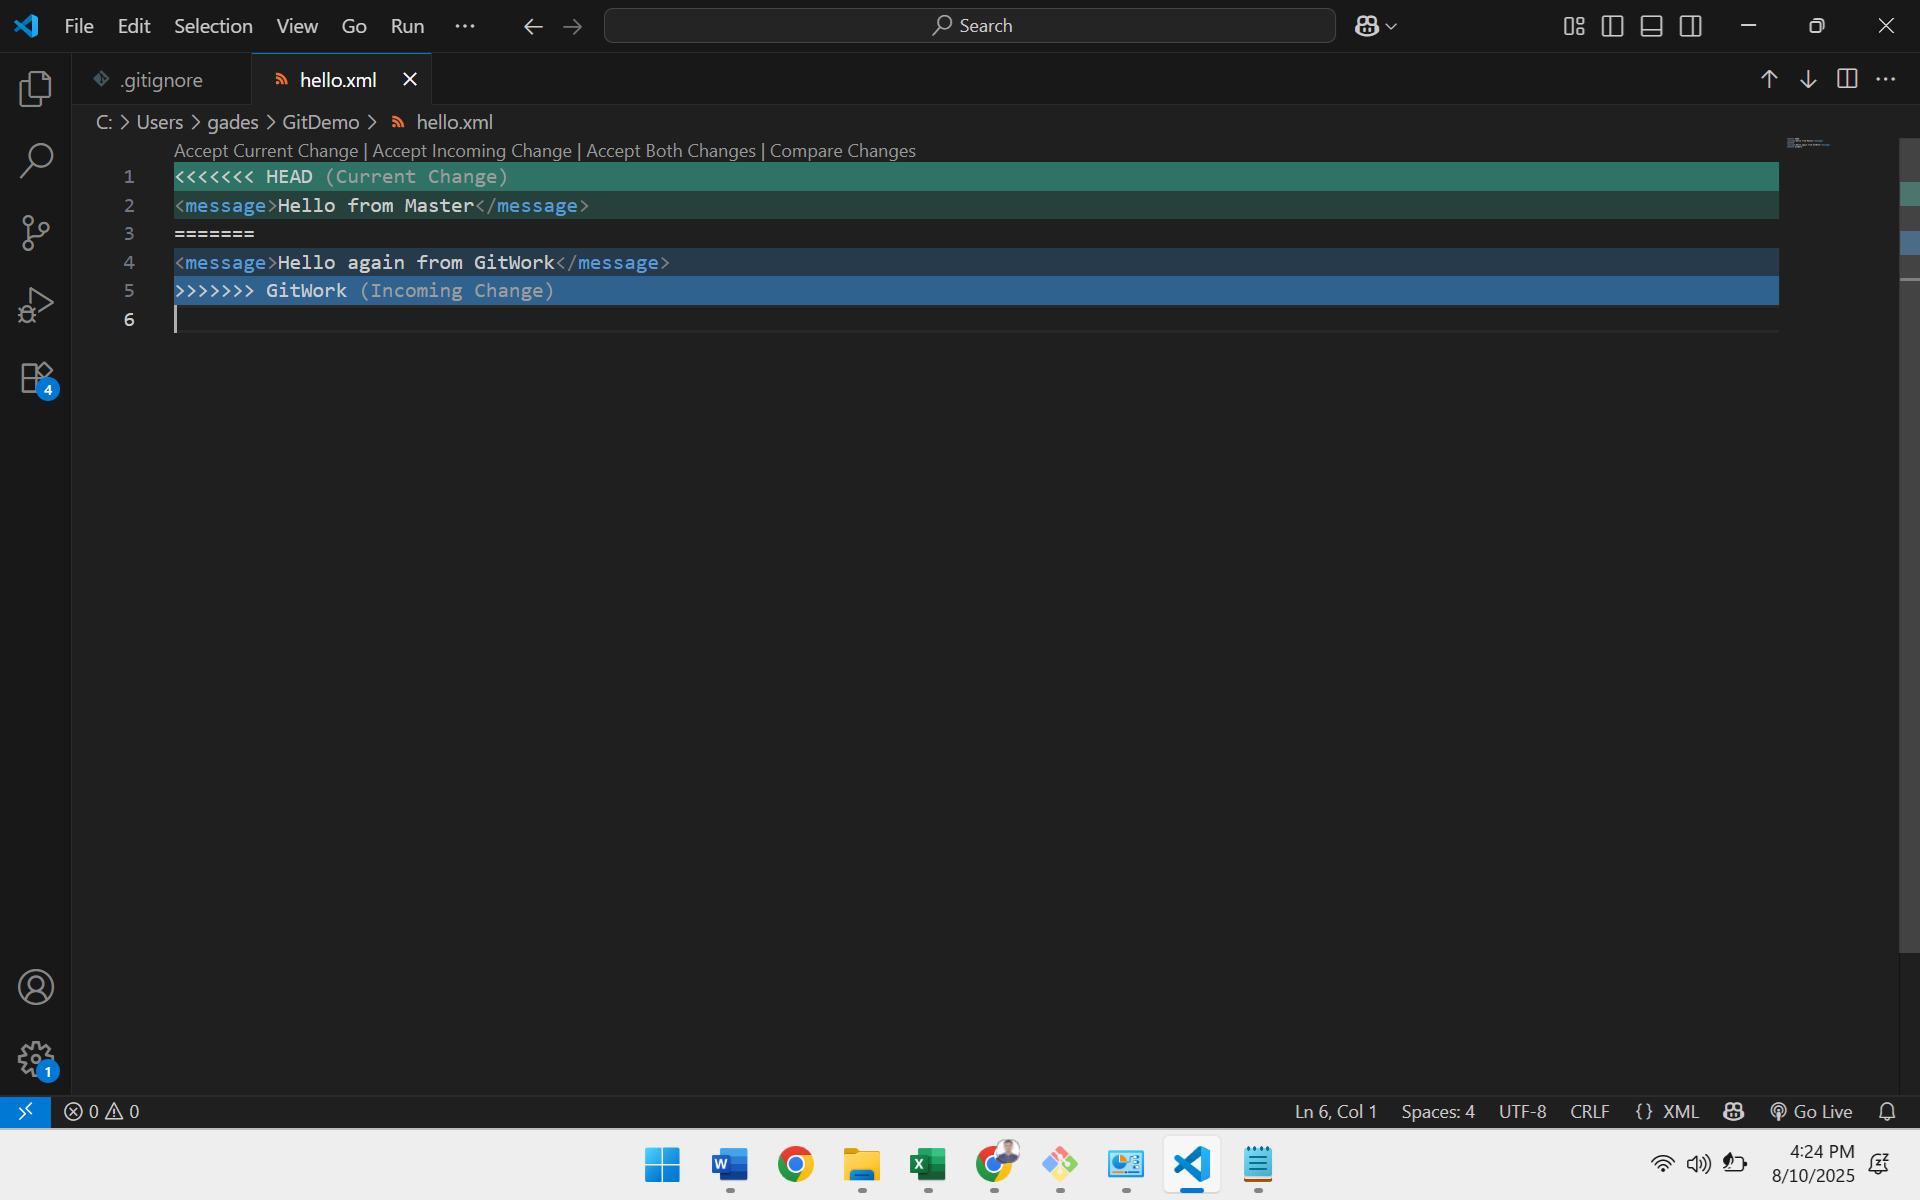 File Edit Selection View Go Run ··· Search
.gitignore hello.xml
C: > Users > gades > GitDemo > hello.xml
Accept Current Change | Accept Incoming Change | Accept Both Changes | Compare Changes
1 <<<<<<< HEAD (Current Change)
2 <message>Hello from Master</message>
3 =======
4 <message>Hello again from GitWork</message>
5 >>>>>>> GitWork (Incoming Change)
6
4
1
0 0 Ln 6, Col 1 Spaces: 4 UTF-8 CRLF {} XML Go Live
W X 4:24 PM
8/10/2025